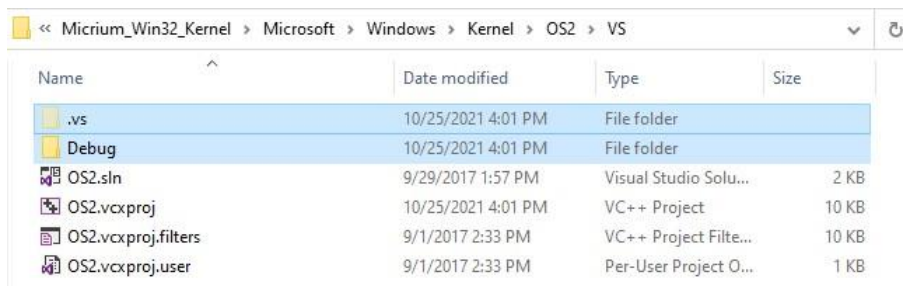 « Micrium_Win32_Kernel › Microsoft › Windows › Kernel › OS2 › VS
Name Date modified Type Size
.vs 10/25/2021 4:01 PM File folder
Debug 10/25/2021 4:01 PM File folder
OS2.sln 9/29/2017 1:57 PM Visual Studio Solu... 2 KB
OS2.vcxproj 10/25/2021 4:01 PM VC++ Project 10 KB
OS2.vcxproj.filters 9/1/2017 2:33 PM VC++ Project Filte... 10 KB
OS2.vcxproj.user 9/1/2017 2:33 PM Per-User Project O... 1 KB